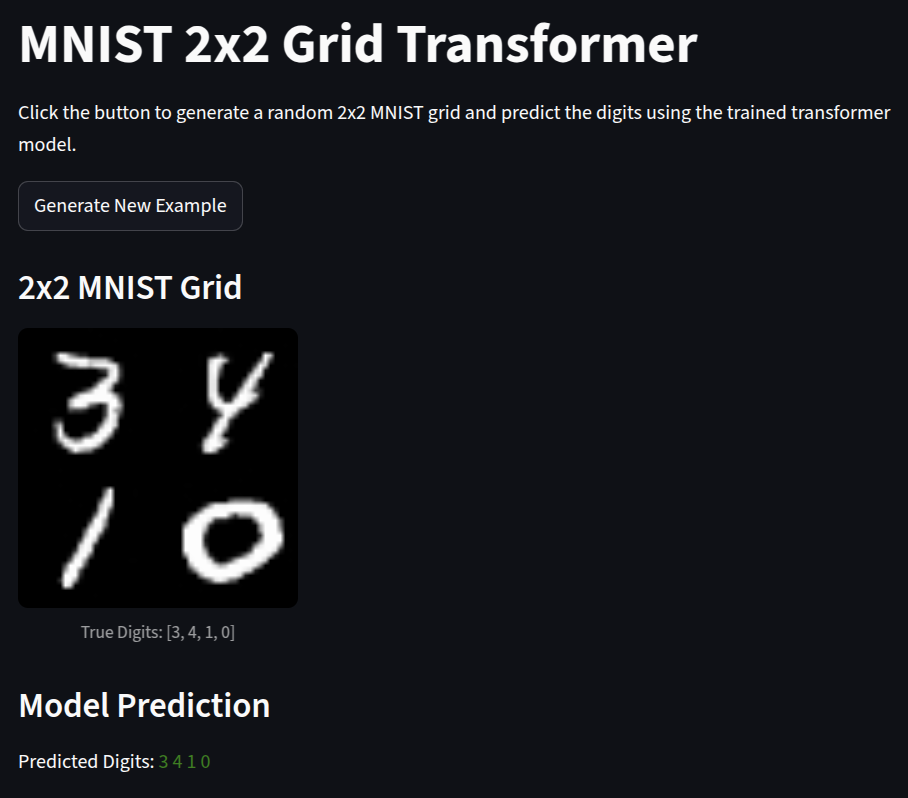 MNIST 2x2 Grid Transformer
Click the button to generate a random 2x2 MNIST grid and predict the digits using the trained transformer
model.
Generate New Example
2x2 MNIST Grid
3 4
1 0
True Digits: [3, 4, 1, 0]
Model Prediction
Predicted Digits: 3 4 1 0